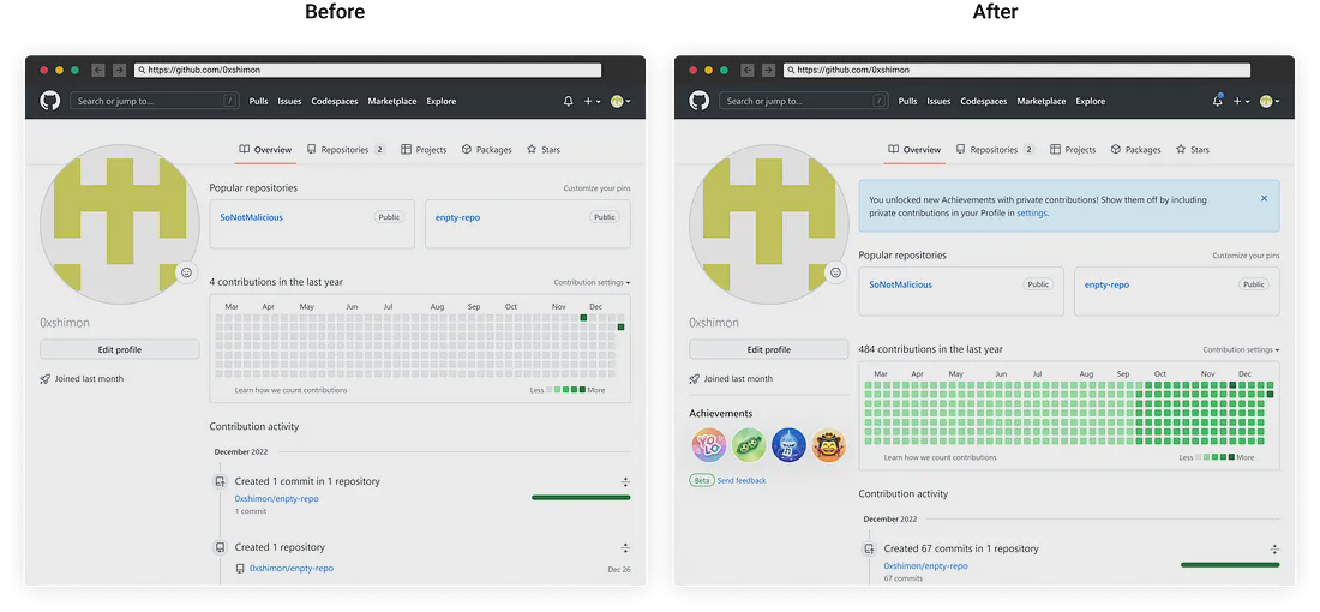 Before
https://github.com/0xshimon
Search or jump to...
/
Pulls Issues Codespaces Marketplace Explore
Overview Repositories 2 Projects Packages Stars
Popular repositories Customize your pins
SoNotMalicious Public enpty-repo Public
4 contributions in the last year Contribution settings
Mar Apr May Jun Jul Aug Sep Oct Nov Dec
Learn how we count contributions Less More
0xshimon
Edit profile
Joined last month
Contribution activity
December 2022
Created 1 commit in 1 repository
0xshimon/enpty-repo
1 commit
Created 1 repository
0xshimon/enpty-repo Dec 26
After
https://github.com/0xshimon
Search or jump to...
/
Pulls Issues Codespaces Marketplace Explore
Overview Repositories 2 Projects Packages Stars
You unlocked new Achievements with private contributions! Show them off by including
private contributions in your Profile in settings.
Popular repositories Customize your pins
SoNotMalicious Public enpty-repo Public
0xshimon
Edit profile
Joined last month
Achievements
YOLO
Beta Send feedback
484 contributions in the last year Contribution settings
Mar Apr May Jun Jul Aug Sep Oct Nov Dec
Learn how we count contributions Less More
Contribution activity
December 2022
Created 67 commits in 1 repository
0xshimon/enpty-repo
67 commits